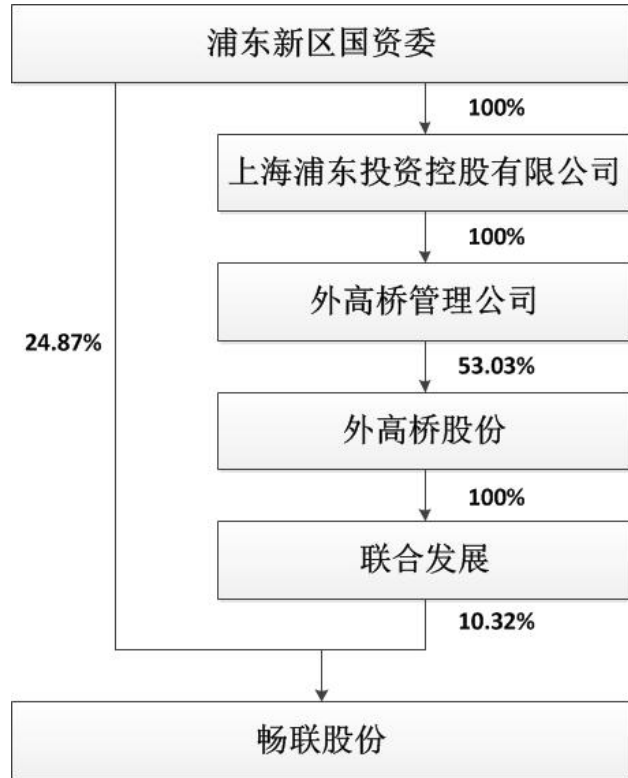 浦东新区国资委
100%
上海浦东投资控股有限公司
100%
外高桥管理公司
24.87%
53.03%
外高桥股份
100%
联合发展
10.32%
畅联股份